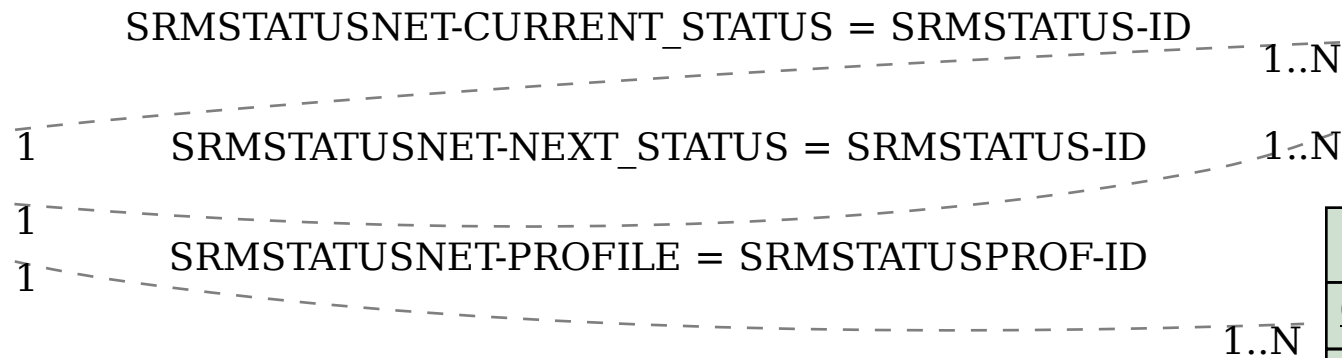 SRMSTATUSNET-CURRENT_STATUS = SRMSTATUS-ID
1..N
1
SRMSTATUSNET-NEXT_STATUS = SRMSTATUS-ID
1..N
1
SRMSTATUSNET-PROFILE = SRMSTATUSPROF-ID
1
1..N